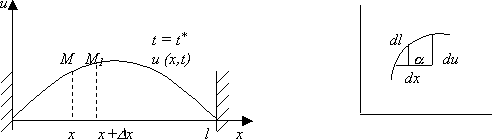 u
t = t*
M M₁ u (x,t)
x x+Δx l x
dl α du
dx